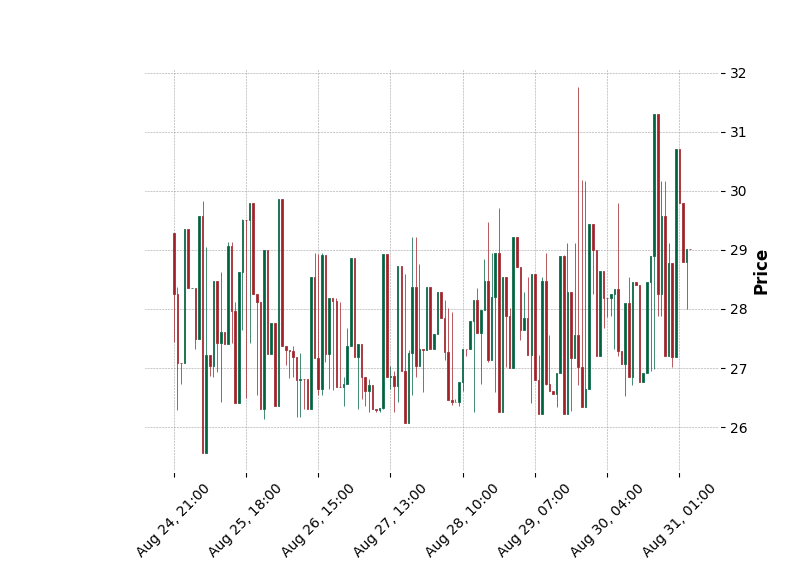 32
31
30
29
28
27
26
Price
Aug 24, 21:00
Aug 25, 18:00
Aug 26, 15:00
Aug 27, 13:00
Aug 28, 10:00
Aug 29, 07:00
Aug 30, 04:00
Aug 31, 01:00